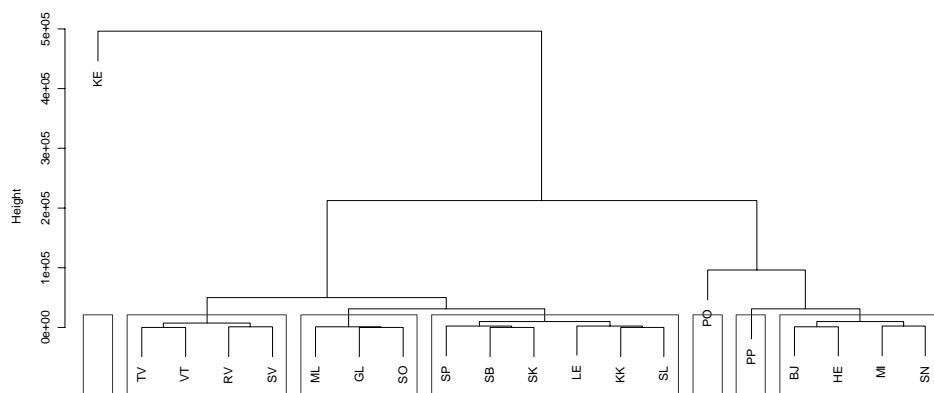 Height
5e+05
4e+05
3e+05
2e+05
1e+05
0e+00
KE
TV VT RV SV ML GL SO SP SB SK LE KK SL PO PP BJ HE MI SN